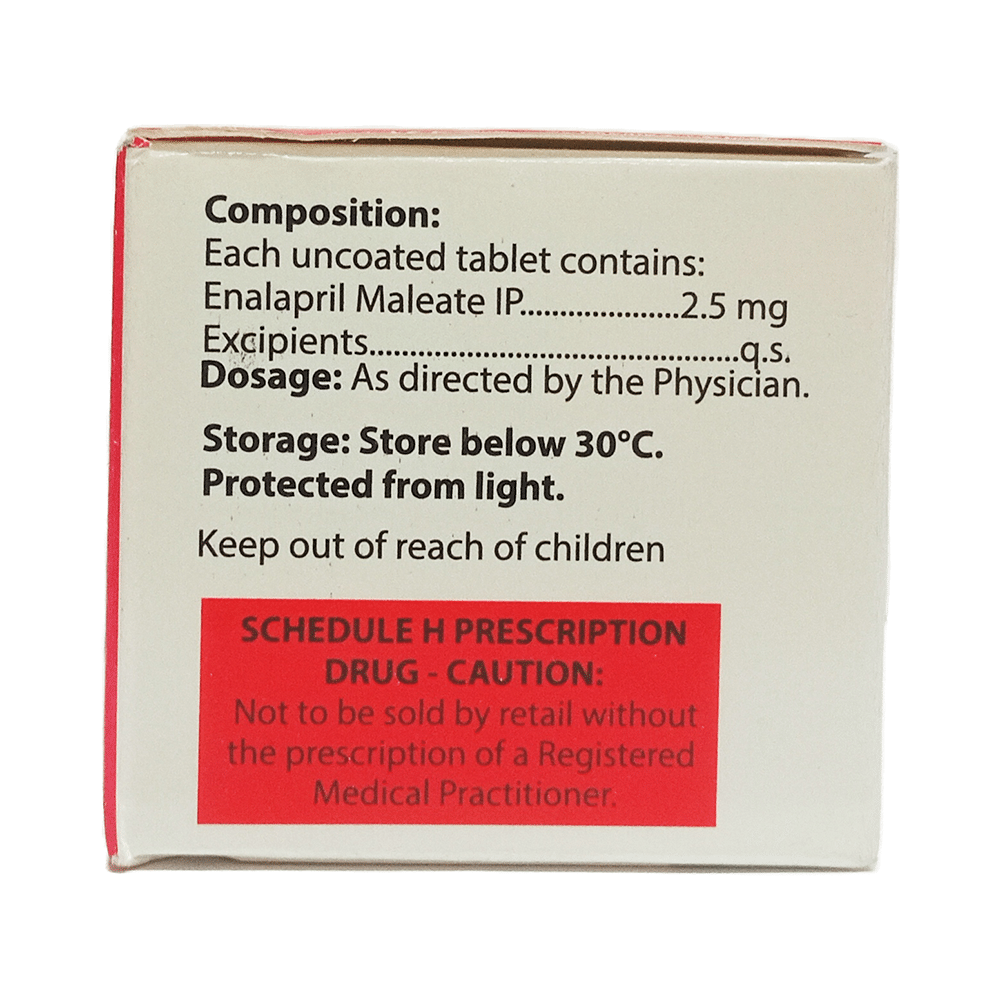 Composition:
Each uncoated tablet contains:
Enalapril Maleate IP....................2.5 mg
Excipients..............................................q.s.
Dosage: As directed by the Physician.
Storage: Store below 30°C.
Protected from light.
Keep out of reach of children
SCHEDULE H PRESCRIPTION
DRUG - CAUTION:
Not to be sold by retail without
the prescription of a Registered
Medical Practitioner.